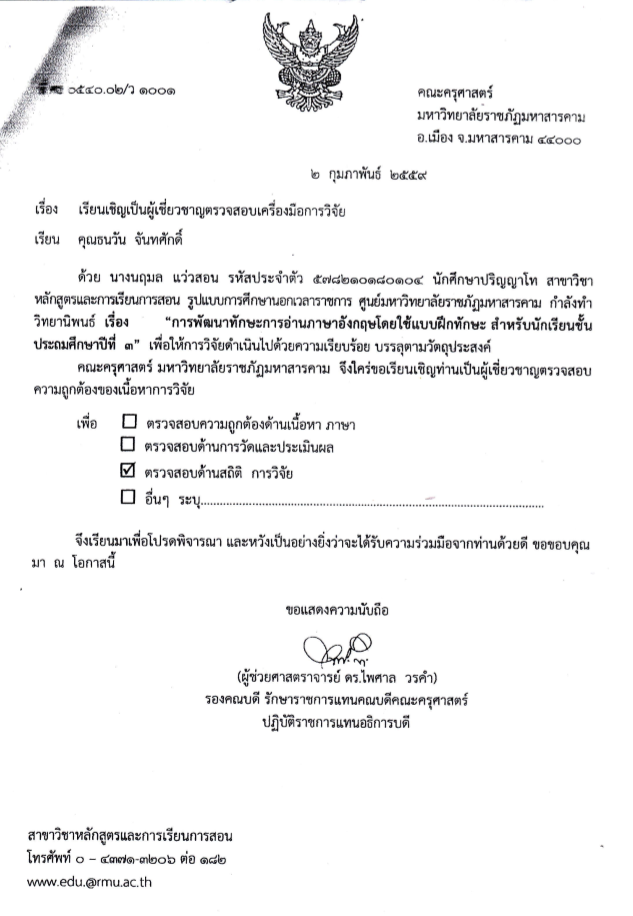 ๐๕๔๐.๐๒/ว ๑๐๐๑
คณะครุศาสตร์
มหาวิทยาลัยราชภัฏมหาสารคาม
อ.เมือง จ.มหาสารคาม ๔๔๐๐๐
๒ กุมภาพันธ์ ๒๕๕๙
เรื่อง เรียนเชิญเป็นผู้เชี่ยวชาญตรวจสอบเครื่องมือการวิจัย
เรียน คุณธนวัน จันทศักดิ์
ด้วย นางนฤมล แว่วสอน รหัสประจำตัว ๕๗๘๒๑๐๑๘๐๑๐๔ นักศึกษาปริญญาโท สาขาวิชา
หลักสูตรและการเรียนการสอน รูปแบบการศึกษานอกเวลาราชการ ศูนย์มหาวิทยาลัยราชภัฏมหาสารคาม กำลังทำ
วิทยานิพนธ์ เรื่อง “การพัฒนาทักษะการอ่านภาษาอังกฤษโดยใช้แบบฝึกทักษะ สำหรับนักเรียนชั้น
ประถมศึกษาปีที่ ๓” เพื่อให้การวิจัยดำเนินไปด้วยความเรียบร้อย บรรลุตามวัตถุประสงค์
คณะครุศาสตร์ มหาวิทยาลัยราชภัฏมหาสารคาม จึงใคร่ขอเรียนเชิญท่านเป็นผู้เชี่ยวชาญตรวจสอบ
ความถูกต้องของเนื้อหาการวิจัย
เพื่อ ☐ ตรวจสอบความถูกต้องด้านเนื้อหา ภาษา
☐ ตรวจสอบด้านการวัดและประเมินผล
☑ ตรวจสอบด้านสถิติ การวิจัย
☐ อื่นๆ ระบุ...............................................................................
จึงเรียนมาเพื่อโปรดพิจารณา และหวังเป็นอย่างยิ่งว่าจะได้รับความร่วมมือจากท่านด้วยดี ขอขอบคุณ
มา ณ โอกาสนี้
ขอแสดงความนับถือ
(ผู้ช่วยศาสตราจารย์ ดร.ไพศาล วรคำ)
รองคณบดี รักษาราชการแทนคณบดีคณะครุศาสตร์
ปฏิบัติราชการแทนอธิการบดี
สาขาวิชาหลักสูตรและการเรียนการสอน
โทรศัพท์ ๐ – ๔๓๗๑-๓๒๐๖ ต่อ ๑๘๒
www.edu.@rmu.ac.th